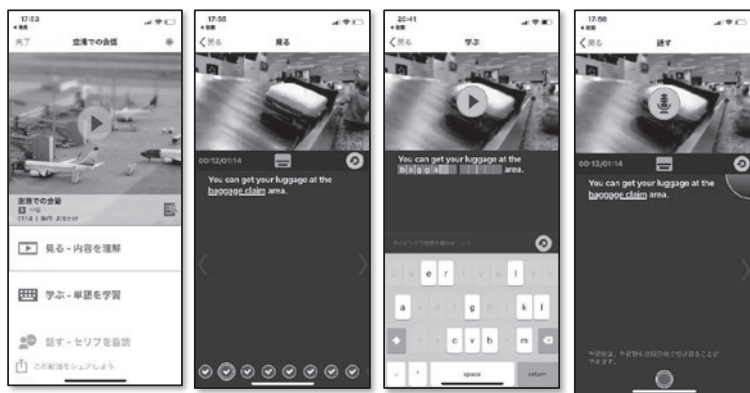 17:53
完了 空港での会話
空港での会話
見る - 内容を理解
学ぶ - 単語を学習
話す - セリフを音読
この動画をシェアしよう
17:55
戻る 見る
00:12/01:14
You can get your luggage at the
baggage claim area.
20:41
戻る 学ぶ
You can get your luggage at the
b a g g a area.
e r l
a g k l
c v b m
space return
17:56
戻る 話す
00:13/01:14
You can get your luggage at the
baggage claim area.